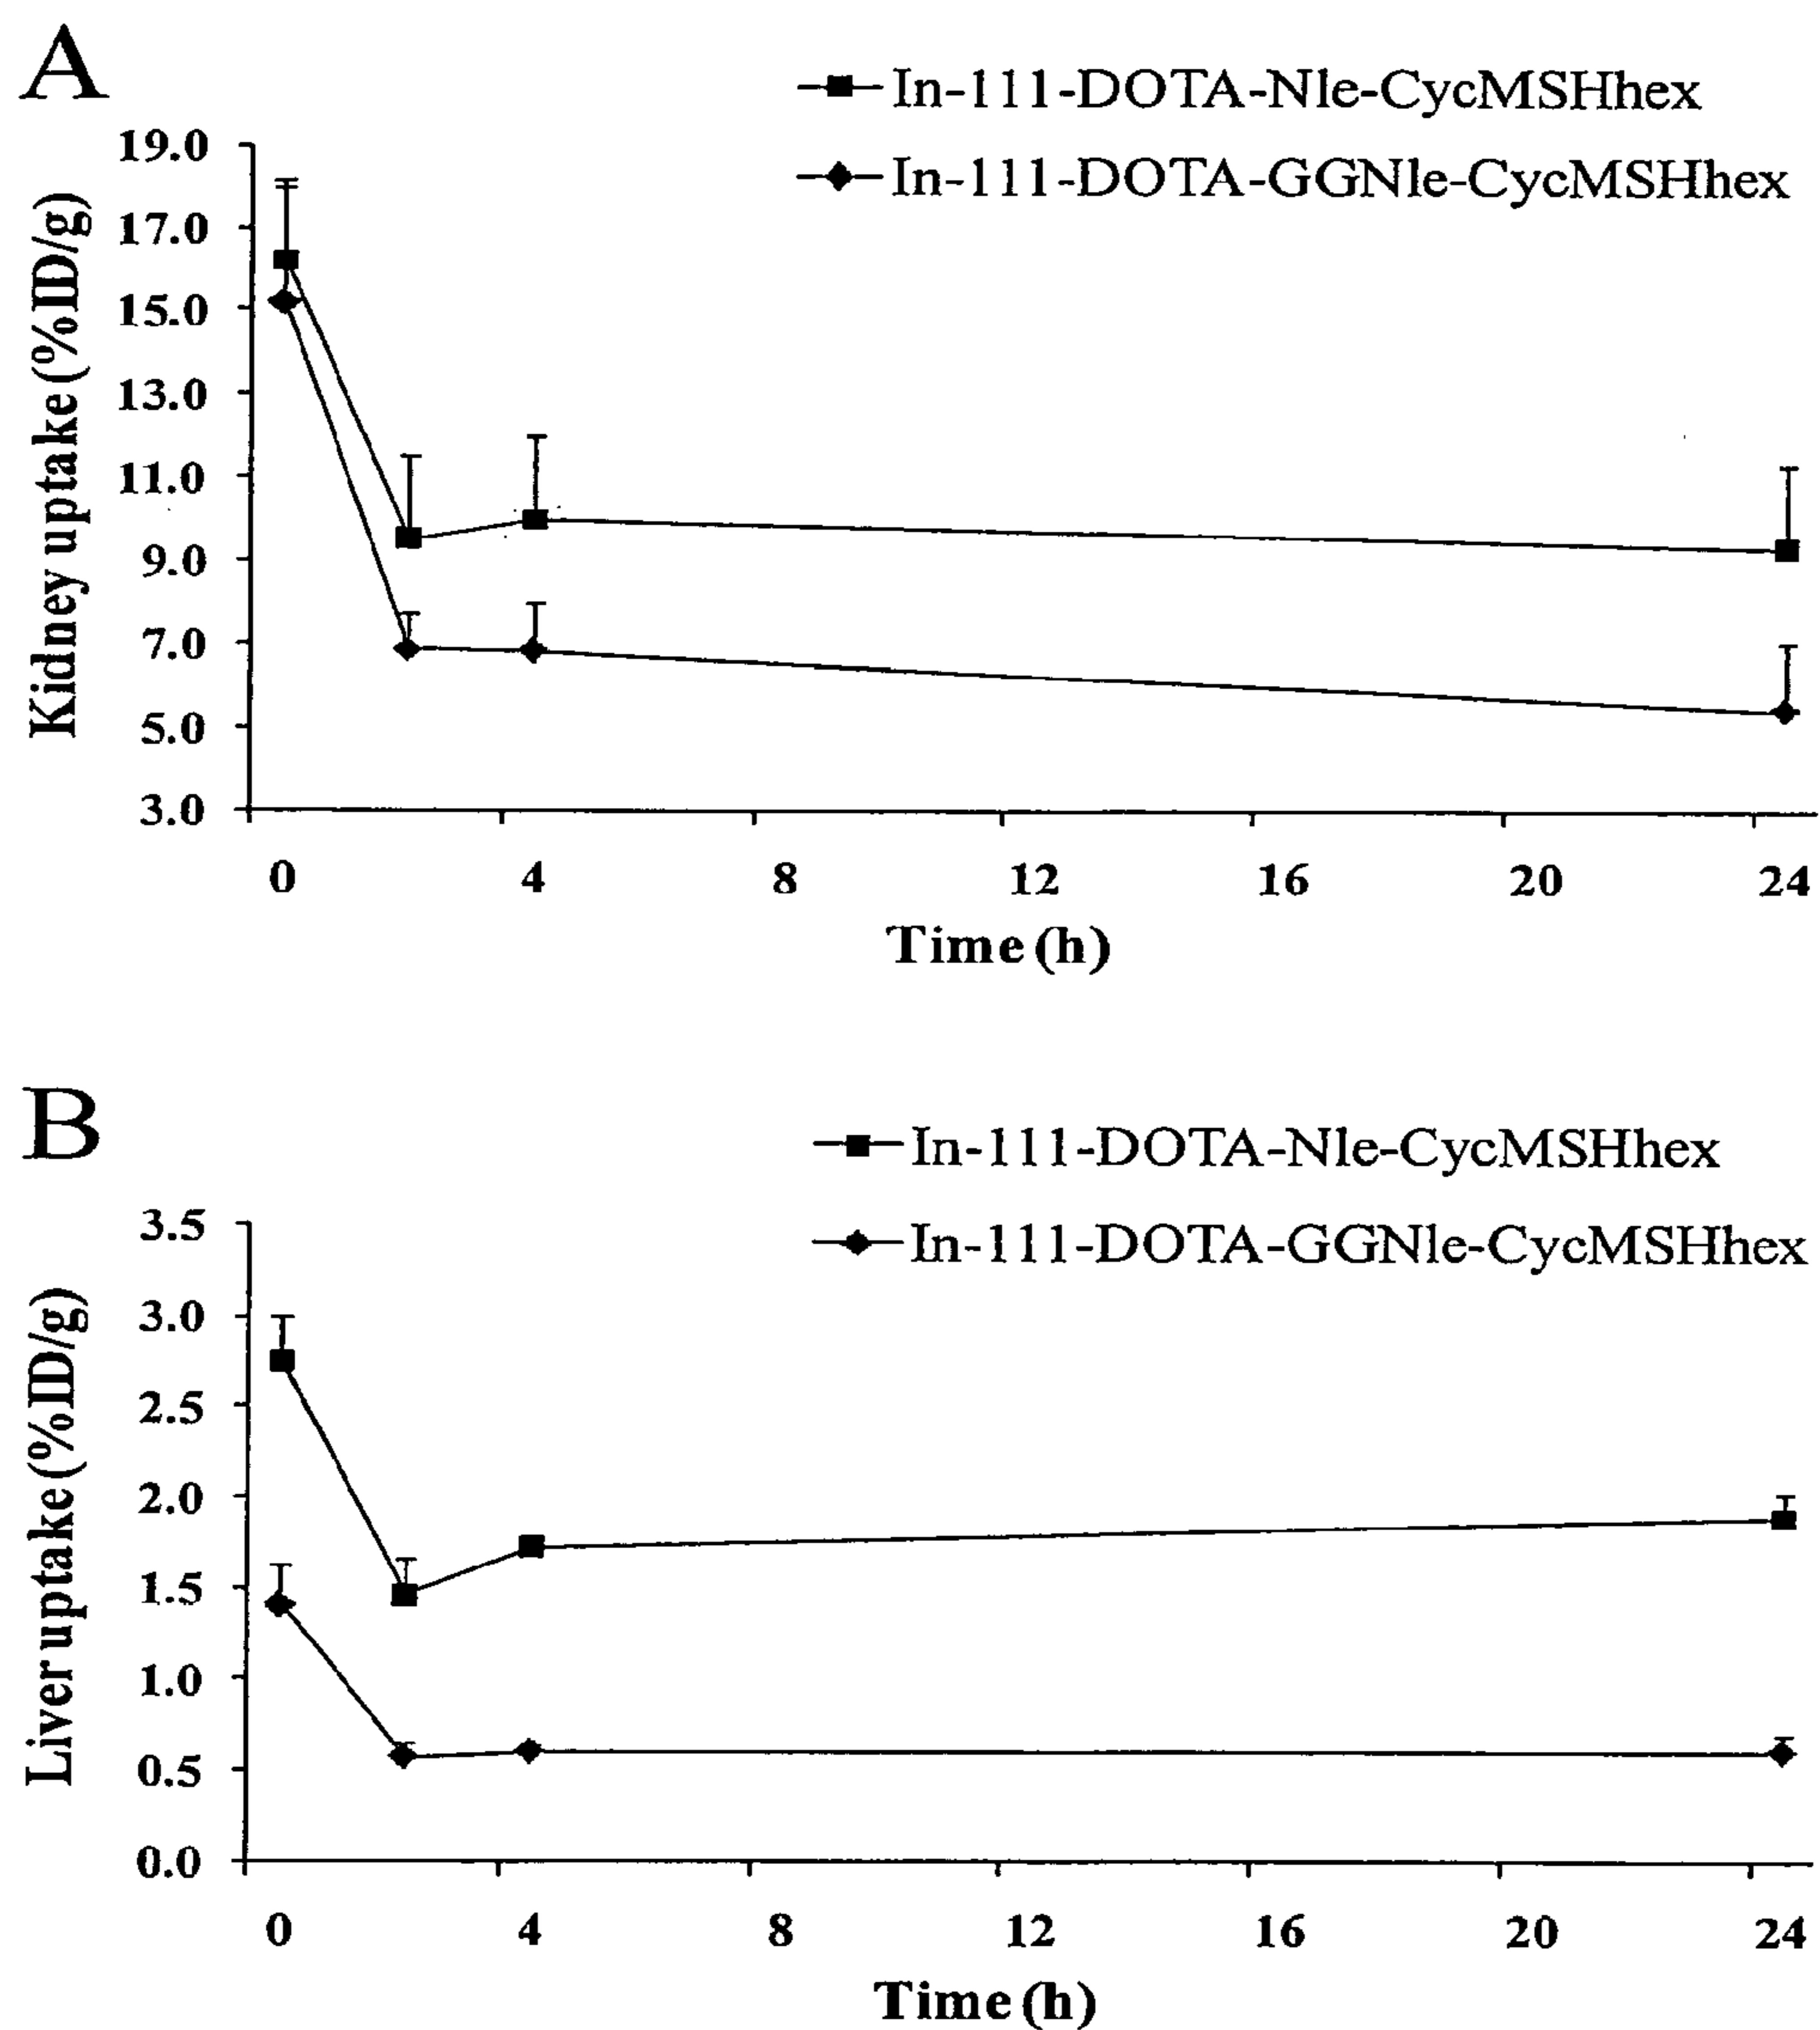 A
In-111-DOTA-Nle-CycMSHhex
In-111-DOTA-GGNle-CycMSHhex
19.0
17.0
15.0
13.0
11.0
9.0
7.0
5.0
3.0
Kidney uptake (%ID/g)
0 4 8 12 16 20 24
Time (h)
B
In-111-DOTA-Nle-CycMSHhex
In-111-DOTA-GGNle-CycMSHhex
3.5
3.0
2.5
2.0
1.5
1.0
0.5
0.0
Liver uptake (%ID/g)
0 4 8 12 16 20 24
Time (h)